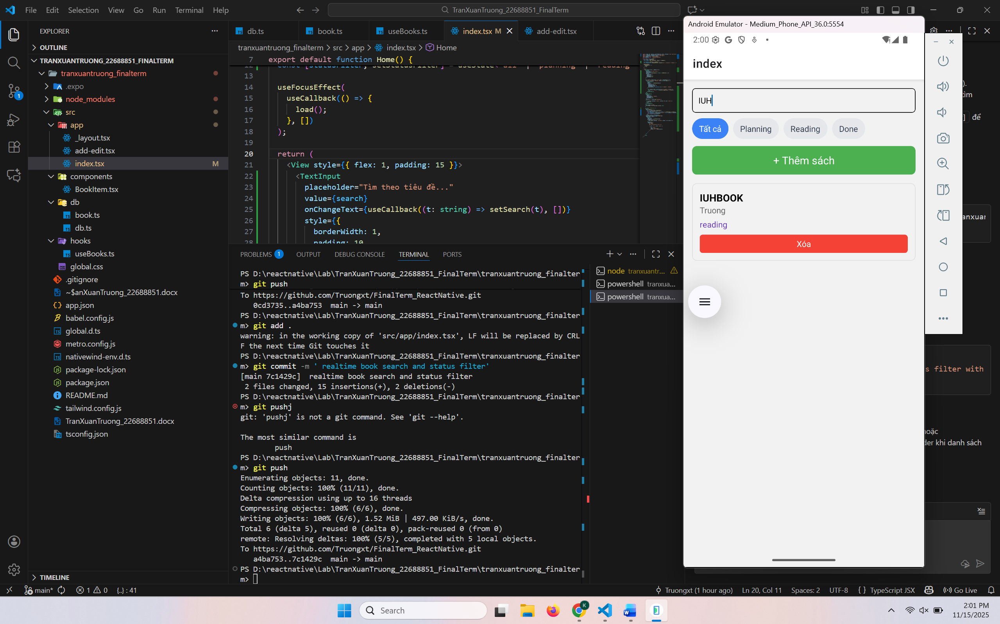 File Edit Selection View Go Run Terminal Help
TranXuanTruong_22688851_FinalTerm
EXPLORER
OUTLINE
TRANXUANTRUONG_22688851_FINALTERM
tranxuantruong_finalterm
.expo
node_modules
src
app
_layout.tsx
add-edit.tsx
index.tsx M
components
BookItem.tsx
db
book.ts
db.ts
hooks
useBooks.ts
global.css
.gitignore
~$anXuanTruong_22688851.docx
app.json
babel.config.js
global.d.ts
metro.config.js
nativewind-env.d.ts
package-lock.json
package.json
README.md
tailwind.config.js
TranXuanTruong_22688851.docx
tsconfig.json
TIMELINE
db.ts book.ts useBooks.ts index.tsx M add-edit.tsx
tranxuantruong_finalterm > src > app > index.tsx > Home
7 export default function Home() {
12 const [statusFilter, setStatusFilter] = useState<"all" | "planning" | "reading"
13
14 useFocusEffect(
15 useCallback(() => {
16 load();
17 }, [])
18 );
19
20 return (
21 <View style={{ flex: 1, padding: 15 }}>
22 <TextInput
23 placeholder="Tìm theo tiêu đề..."
24 value={search}
25 onChangeText={useCallback((t: string) => setSearch(t), [])}
26 style={{
27 borderWidth: 1,
28 padding: 10
PROBLEMS 1 OUTPUT DEBUG CONSOLE TERMINAL PORTS
PS D:\reactnative\Lab\TranXuanTruong_22688851_FinalTerm\tranxuantruong_finalter
m> git push
To https://github.com/Truongxt/FinalTerm_ReactNative.git
0cd3735..a4ba753 main -> main
PS D:\reactnative\Lab\TranXuanTruong_22688851_FinalTerm\tranxuantruong_finalter
m> git add .
warning: in the working copy of 'src/app/index.tsx', LF will be replaced by CRL
F the next time Git touches it
PS D:\reactnative\Lab\TranXuanTruong_22688851_FinalTerm\tranxuantruong_finalter
m> git commit -m ' realtime book search and status filter'
[main 7c1429c] realtime book search and status filter
2 files changed, 15 insertions(+), 2 deletions(-)
PS D:\reactnative\Lab\TranXuanTruong_22688851_FinalTerm\tranxuantruong_finalter
m> git pushj
git: 'pushj' is not a git command. See 'git --help'.
The most similar command is
push
PS D:\reactnative\Lab\TranXuanTruong_22688851_FinalTerm\tranxuantruong_finalter
m> git push
Enumerating objects: 11, done.
Counting objects: 100% (11/11), done.
Delta compression using up to 16 threads
Compressing objects: 100% (6/6), done.
Writing objects: 100% (6/6), 1.52 MiB | 497.00 KiB/s, done.
Total 6 (delta 5), reused 0 (delta 0), pack-reused 0 (from 0)
remote: Resolving deltas: 100% (5/5), completed with 5 local objects.
To https://github.com/Truongxt/FinalTerm_ReactNative.git
a4ba753..7c1429c main -> main
PS D:\reactnative\Lab\TranXuanTruong_22688851_FinalTerm\tranxuantruong_finalter
m>
node tranxuantr...
powershell tranxua...
powershell tranxua...
Android Emulator - Medium_Phone_API_36.0:5554
2:00
index
IUH
Tất cả Planning Reading Done
+ Thêm sách
IUHBOOK
Truong
reading
Xóa
).
tìm
] để
anxuar
s filter with
hoặc
der khi danh sách
main* 1 0 {..} : 41
Truongxt (1 hour ago) Ln 20, Col 11 Spaces: 2 UTF-8 { } TypeScript JSX Go Live
Search
K
2:01 PM
11/15/2025